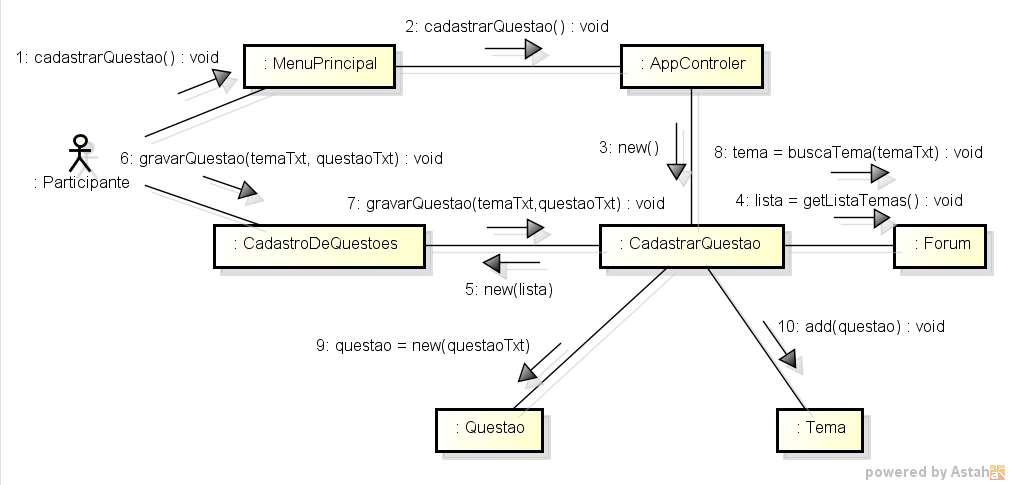 2: cadastrarQuestao() : void
1: cadastrarQuestao() : void
: MenuPrincipal
: AppControler
3: new()
8: tema = buscaTema(temaTxt) : void
6: gravarQuestao(temaTxt, questaoTxt) : void
: Participante
7: gravarQuestao(temaTxt,questaoTxt) : void
4: lista = getListaTemas() : void
: CadastroDeQuestoes
: CadastrarQuestao
: Forum
5: new(lista)
10: add(questao) : void
9: questao = new(questaoTxt)
: Questao
: Tema
powered by Astah